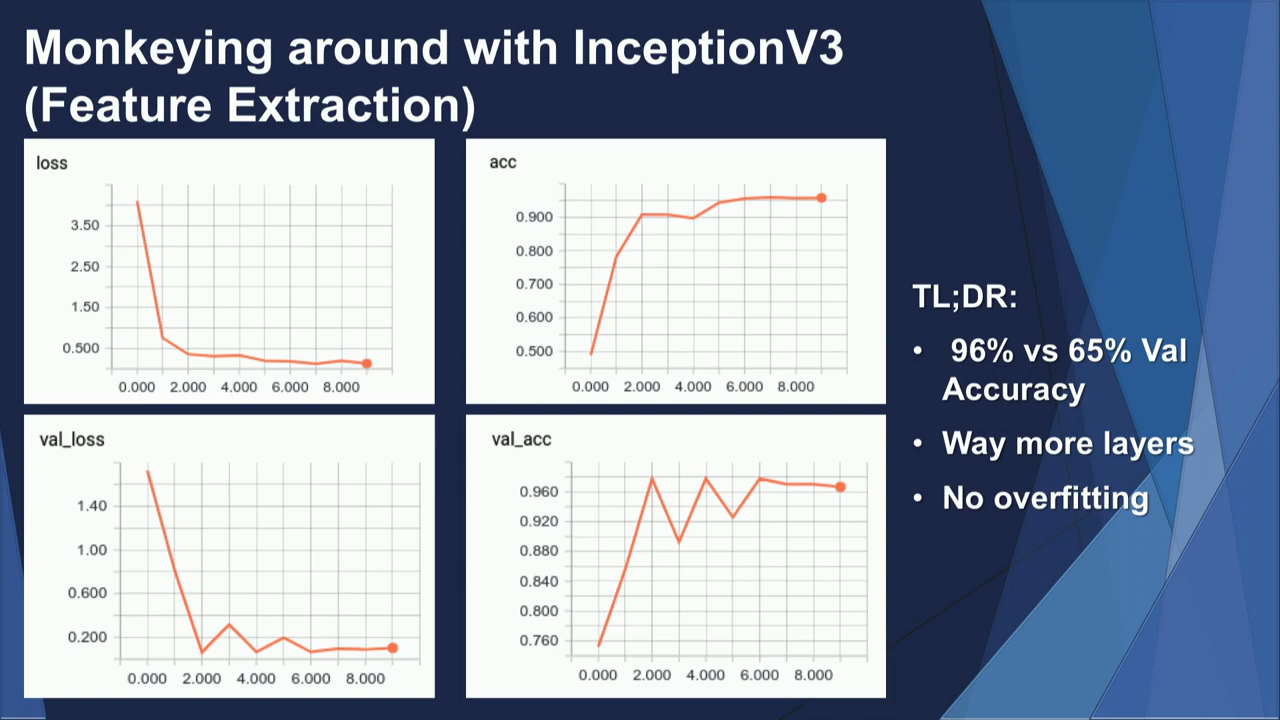 Monkeying around with InceptionV3
(Feature Extraction)
loss
3.50
2.50
1.50
0.500
0.000 2.000 4.000 6.000 8.000
acc
0.900
0.800
0.700
0.600
0.500
0.000 2.000 4.000 6.000 8.000
val_loss
1.40
1.00
0.600
0.200
0.000 2.000 4.000 6.000 8.000
val_acc
0.960
0.920
0.880
0.840
0.800
0.760
0.000 2.000 4.000 6.000 8.000
TL;DR:
• 96% vs 65% Val
Accuracy
• Way more layers
• No overfitting